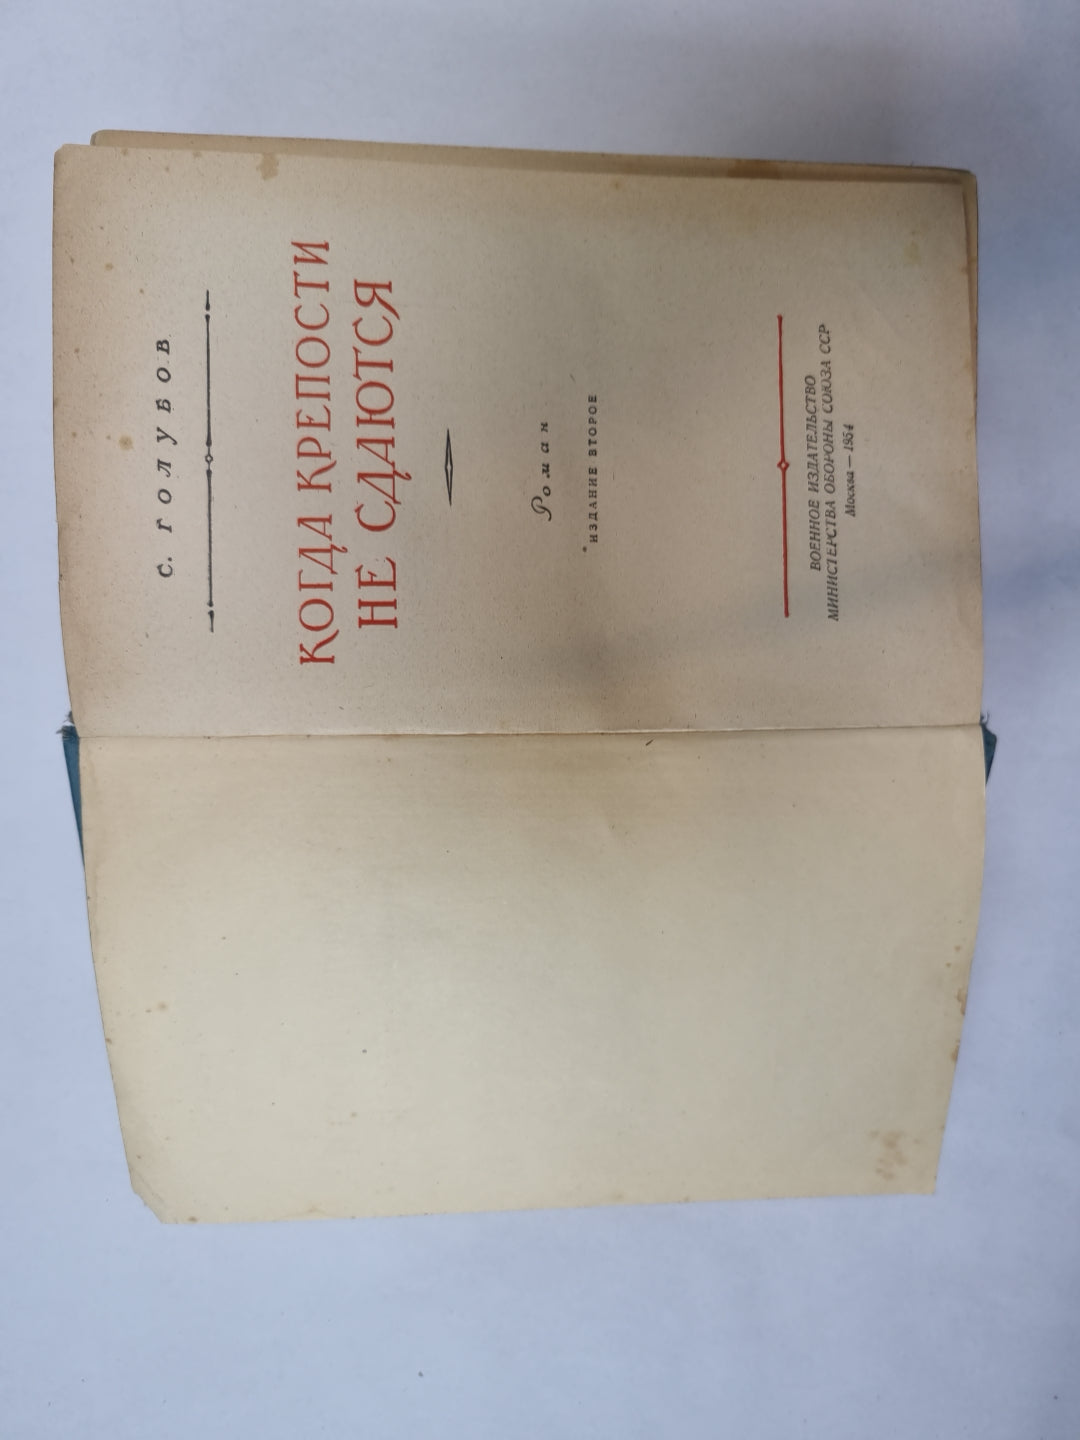 С. ГОЛУБОВ
КОГДА КРЕПОСТИ
НЕ СДАЮТСЯ
Роман
ИЗДАНИЕ ВТОРОЕ
ВОЕННОЕ ИЗДАТЕЛЬСТВО
МИНИСТЕРСТВА ОБОРОНЫ СОЮЗА ССР
Москва — 1954